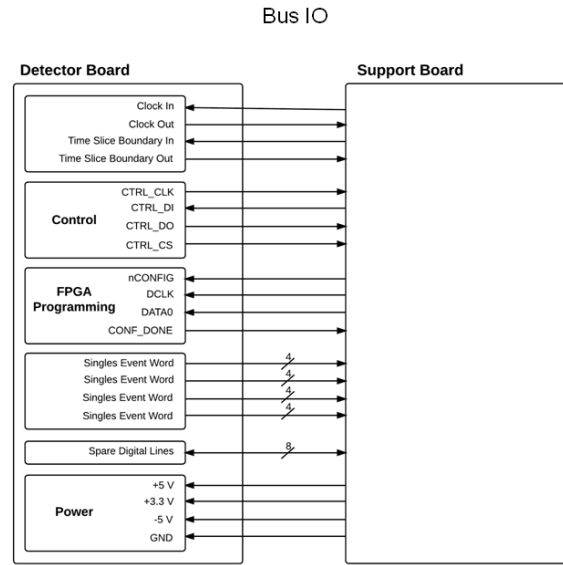 Bus IO
Detector Board
Support Board
Clock In
Clock Out
Time Slice Boundary In
Time Slice Boundary Out
Control
CTRL_CLK
CTRL_DI
CTRL_DO
CTRL_CS
FPGA
Programming
nCONFIG
DCLK
DATA0
CONF_DONE
Singles Event Word
4
Singles Event Word
4
Singles Event Word
4
Singles Event Word
4
Spare Digital Lines
8
Power
+5 V
+3.3 V
-5 V
GND